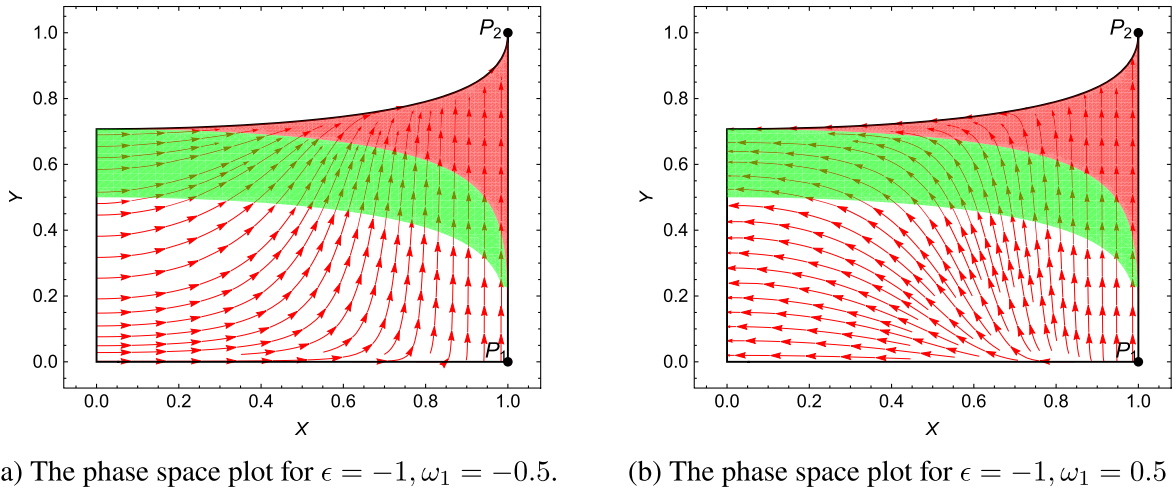 P2
P2
1.0
1.0
0.8
0.8
0.6
0.6
Y
Y
0.4
0.4
0.2
0.2
P1
P1
0.0
0.0
0.0 0.2 0.4 0.6 0.8 1.0
0.0 0.2 0.4 0.6 0.8 1.0
X
X
a) The phase space plot for ϵ = −1, ω₁ = −0.5.
(b) The phase space plot for ϵ = −1, ω₁ = 0.5